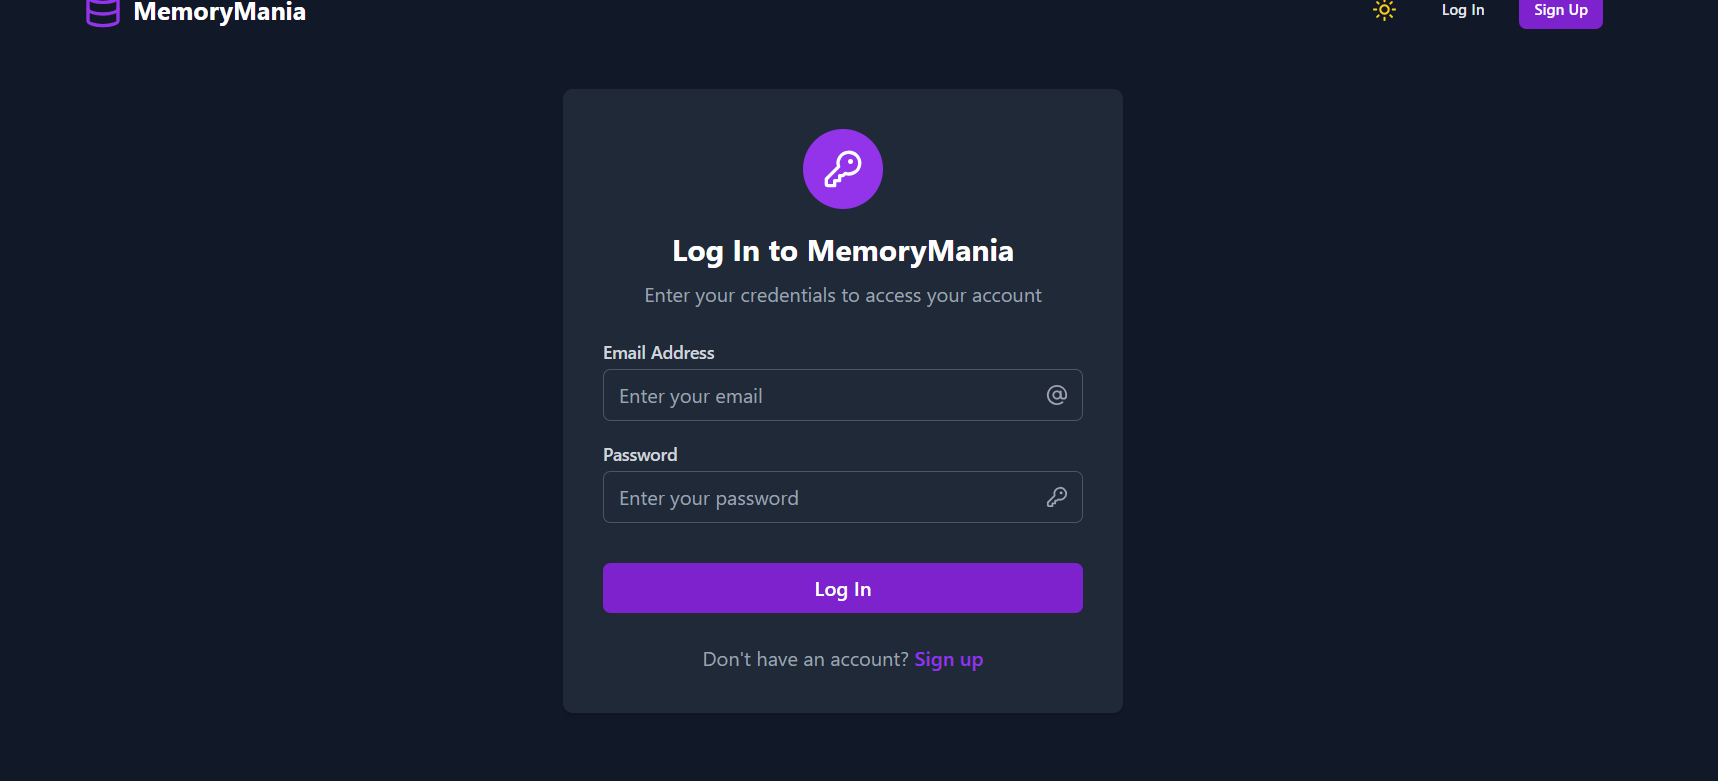 MemoryMania
Log In
Sign Up
Log In to MemoryMania
Enter your credentials to access your account
Email Address
Enter your email
Password
Enter your password
Log In
Don't have an account? Sign up